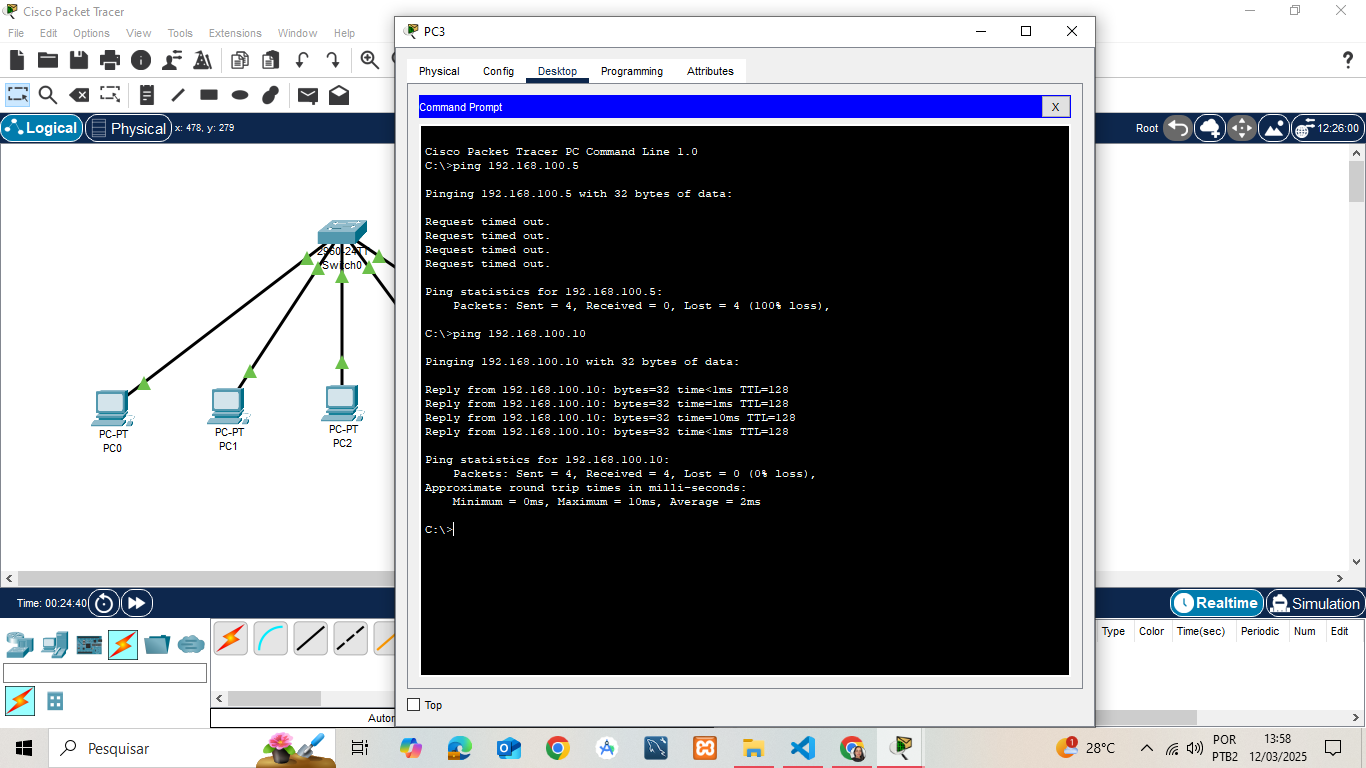 Cisco Packet Tracer
File Edit Options View Tools Extensions Window Help
Logical Physical x: 478, y: 279
2960-24TT
Switch0
PC-PT
PC0
PC-PT
PC1
PC-PT
PC2
PC3
Physical Config Desktop Programming Attributes
Command Prompt X
Cisco Packet Tracer PC Command Line 1.0
C:\>ping 192.168.100.5
Pinging 192.168.100.5 with 32 bytes of data:
Request timed out.
Request timed out.
Request timed out.
Request timed out.
Ping statistics for 192.168.100.5:
Packets: Sent = 4, Received = 0, Lost = 4 (100% loss),
C:\>ping 192.168.100.10
Pinging 192.168.100.10 with 32 bytes of data:
Reply from 192.168.100.10: bytes=32 time<1ms TTL=128
Reply from 192.168.100.10: bytes=32 time=1ms TTL=128
Reply from 192.168.100.10: bytes=32 time=10ms TTL=128
Reply from 192.168.100.10: bytes=32 time<1ms TTL=128
Ping statistics for 192.168.100.10:
Packets: Sent = 4, Received = 4, Lost = 0 (0% loss),
Approximate round trip times in milli-seconds:
Minimum = 0ms, Maximum = 10ms, Average = 2ms
C:\>
Top
Root 12:26:00
Time: 00:24:40
Realtime Simulation
Type Color Time(sec) Periodic Num Edit
Autor
Pesquisar
1 28°C
POR
PTB2
13:58
12/03/2025